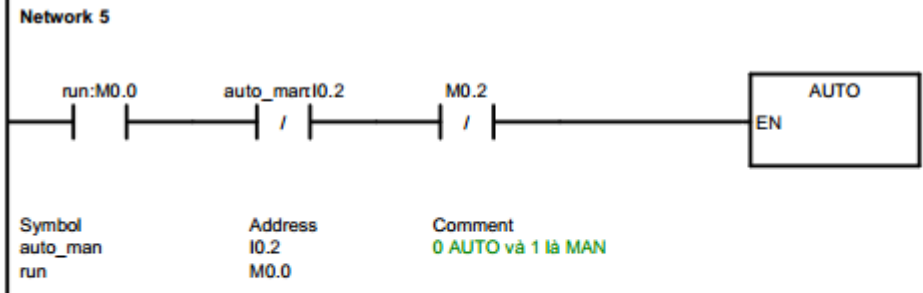 Network 5
run:M0.0 auto_man:I0.2 M0.2 AUTO
/ / EN
Symbol Address Comment
auto_man I0.2 0 AUTO và 1 là MAN
run M0.0